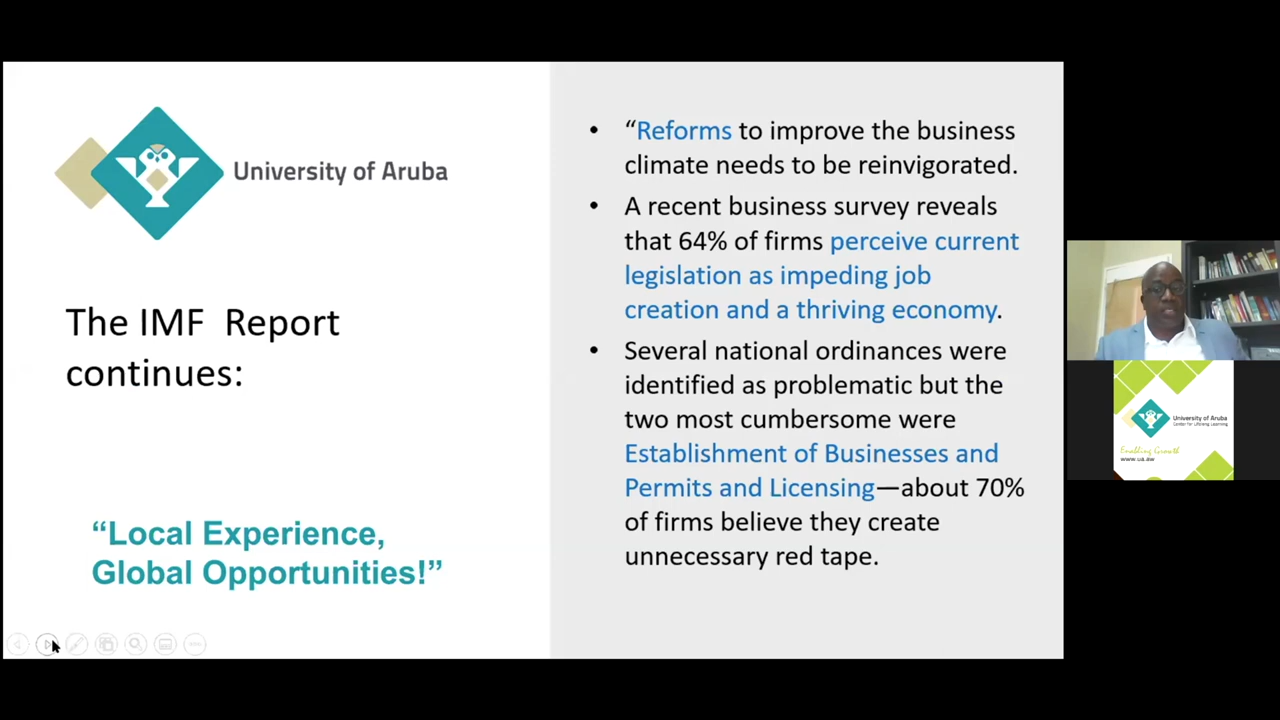 University of Aruba
The IMF  Report
continues:
“Local Experience,
Global Opportunities!”
• “Reforms to improve the business
climate needs to be reinvigorated.
• A recent business survey reveals
that 64% of firms perceive current
legislation as impeding job
creation and a thriving economy.
• Several national ordinances were
identified as problematic but the
two most cumbersome were
Establishment of Businesses and
Permits and Licensing—about 70%
of firms believe they create
unnecessary red tape.
University of Aruba
Center for Lifelong Learning
Enabling Growth
www.ua.aw